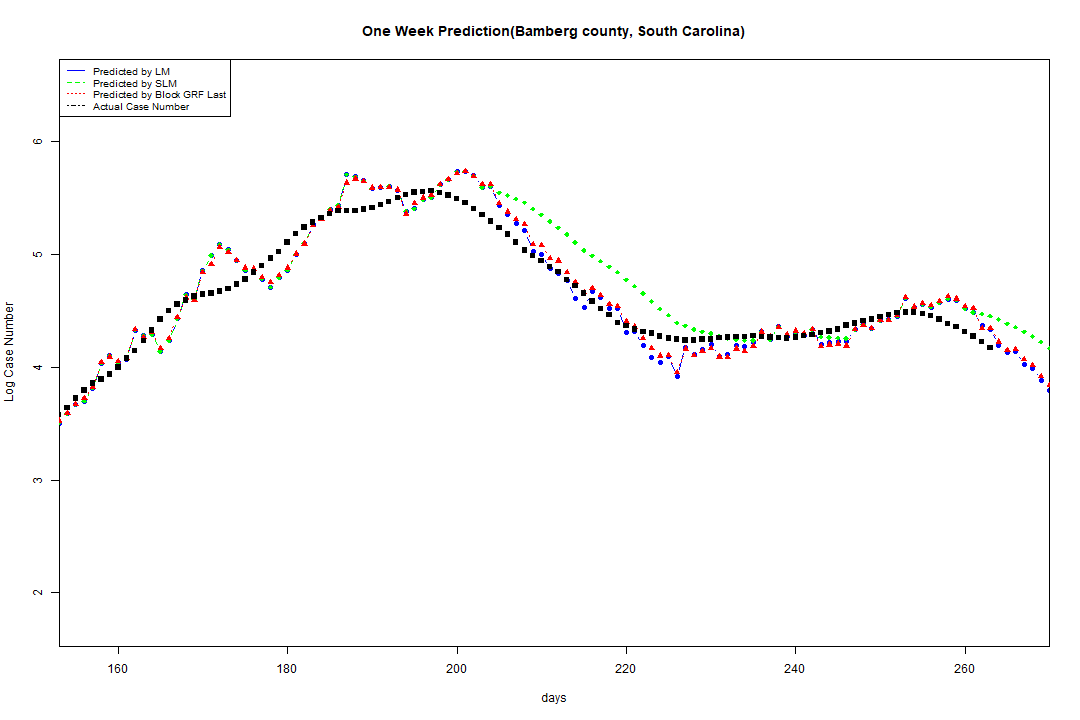 One Week Prediction(Bamberg county, South Carolina)
Predicted by LM
Predicted by SLM
Predicted by Block GRF Last
Actual Case Number
6
5
4
3
2
Log Case Number
160
180
200
220
240
260
days